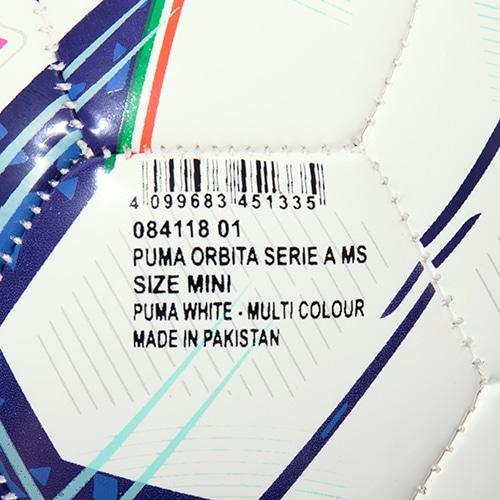 4 099683 451335
084118 01
PUMA ORBITA SERIE A MS
SIZE MINI
PUMA WHITE - MULTI COLOUR
MADE IN PAKISTAN